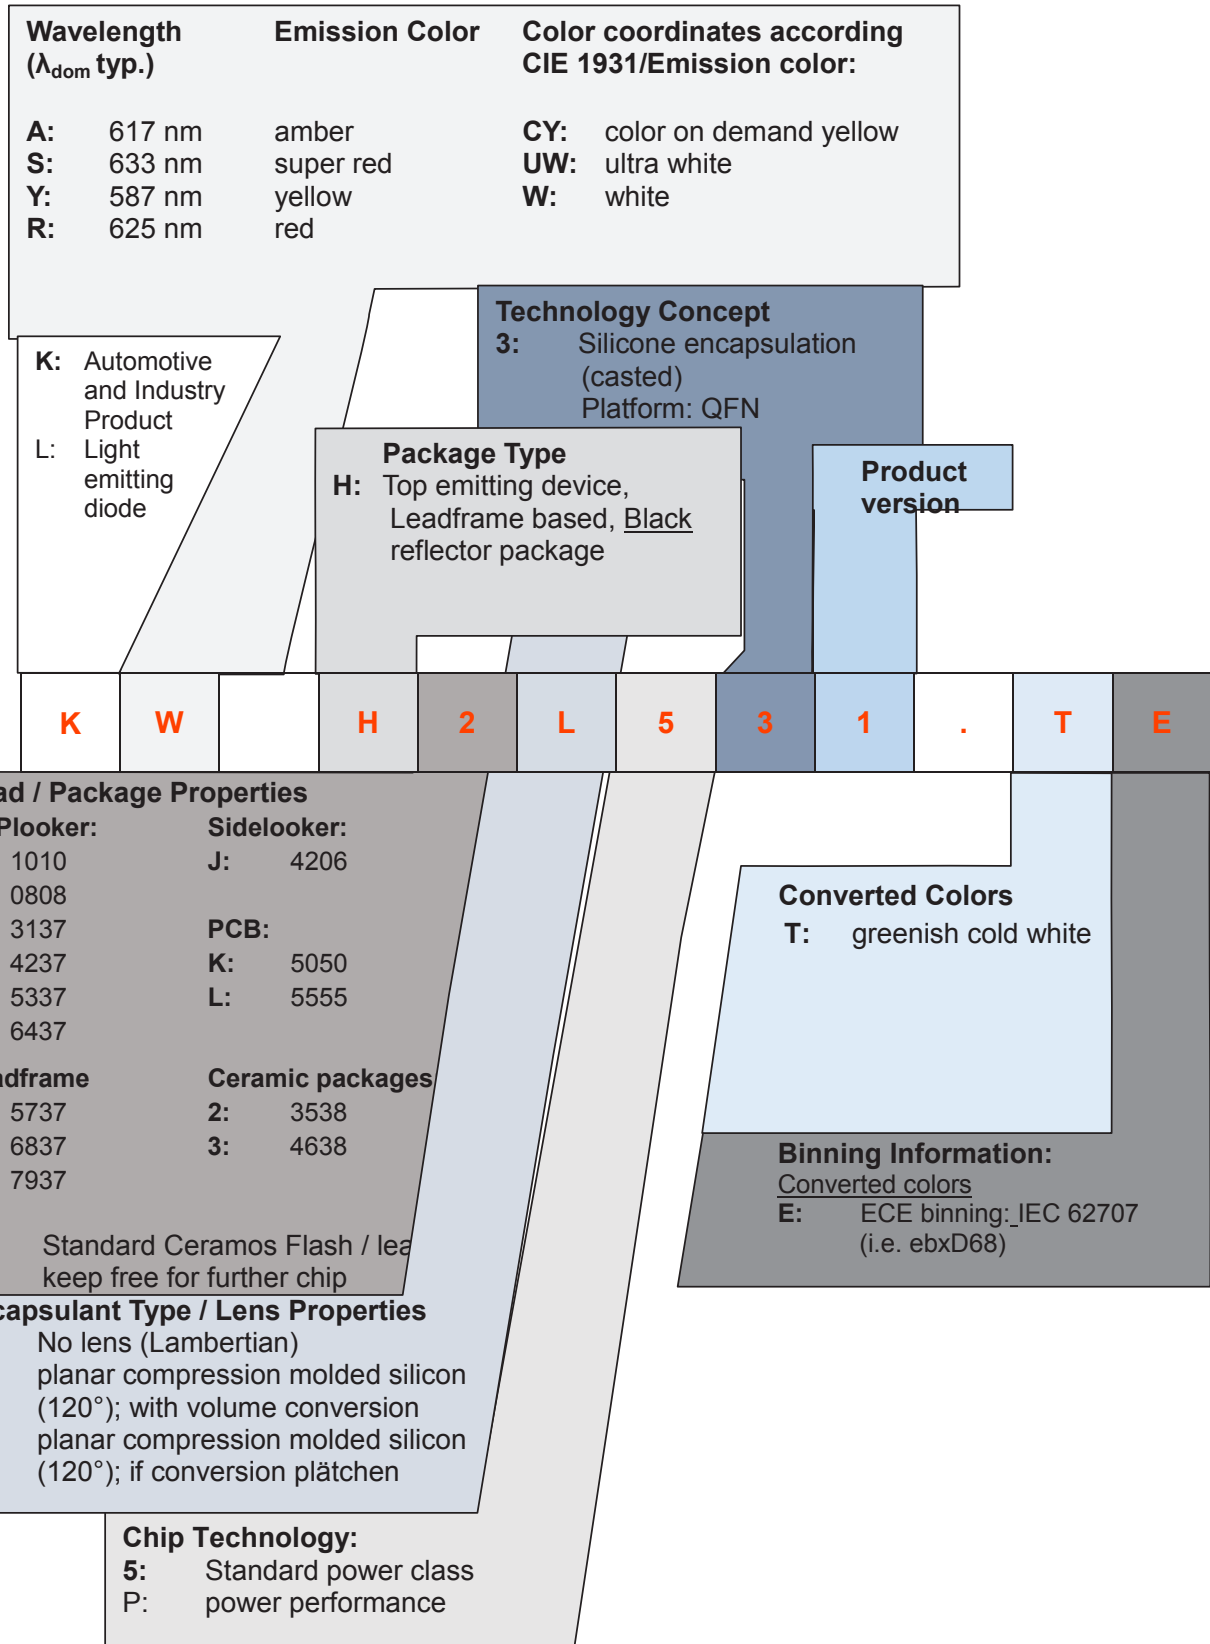 Wavelength Emission Color Color coordinates according
(λdom typ.) CIE 1931/Emission color:
A: 617 nm amber CY: color on demand yellow
S: 633 nm super red UW: ultra white
Y: 587 nm yellow W: white
R: 625 nm red
Technology Concept
3: Silicone encapsulation
(casted)
Platform: QFN
K: Automotive
and Industry
Product
L: Light
emitting
diode
Package Type
H: Top emitting device,
Leadframe based, Black
reflector package
Product
version
K W H 2 L 5 3 1 . T E
ad / Package Properties
Plooker: Sidelooker:
1010 J: 4206
0808
3137 PCB:
4237 K: 5050
5337 L: 5555
6437
adframe Ceramic packages
5737 2: 3538
6837 3: 4638
7937
Standard Ceramos Flash / lea
keep free for further chip
Converted Colors
T: greenish cold white
Binning Information:
Converted colors
E: ECE binning: IEC 62707
(i.e. ebxD68)
capsulant Type / Lens Properties
No lens (Lambertian)
planar compression molded silicon
(120°); with volume conversion
planar compression molded silicon
(120°); if conversion plätchen
Chip Technology:
5: Standard power class
P: power performance